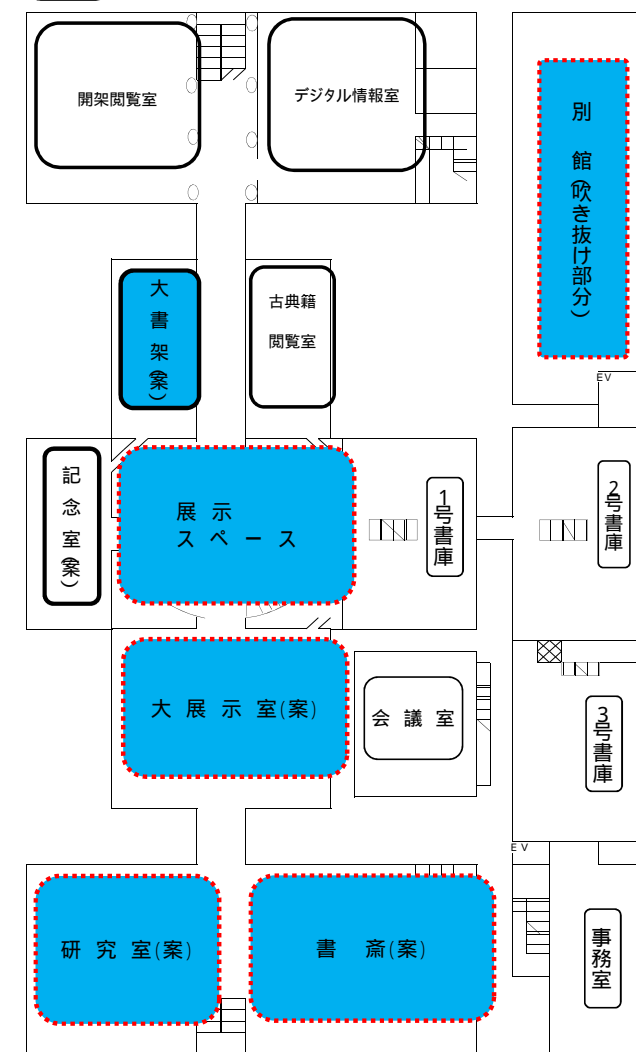 開架閲覧室
デジタル情報室
別館(吹き抜け部分)
EV
大書架(案)
古典籍
閲覧室
記念室(案)
展示
スペース
1号書庫
2号書庫
大展示室(案)
会議室
3号書庫
EV
研究室(案)
書斎(案)
事務室